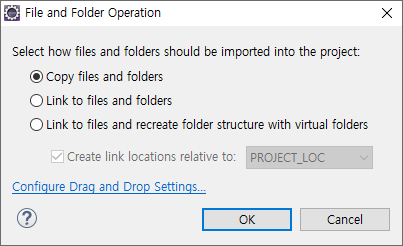 File and Folder Operation
Select how files and folders should be imported into the project:
Copy files and folders
Link to files and folders
Link to files and recreate folder structure with virtual folders
Create link locations relative to: PROJECT_LOC
Configure Drag and Drop Settings...
? OK Cancel